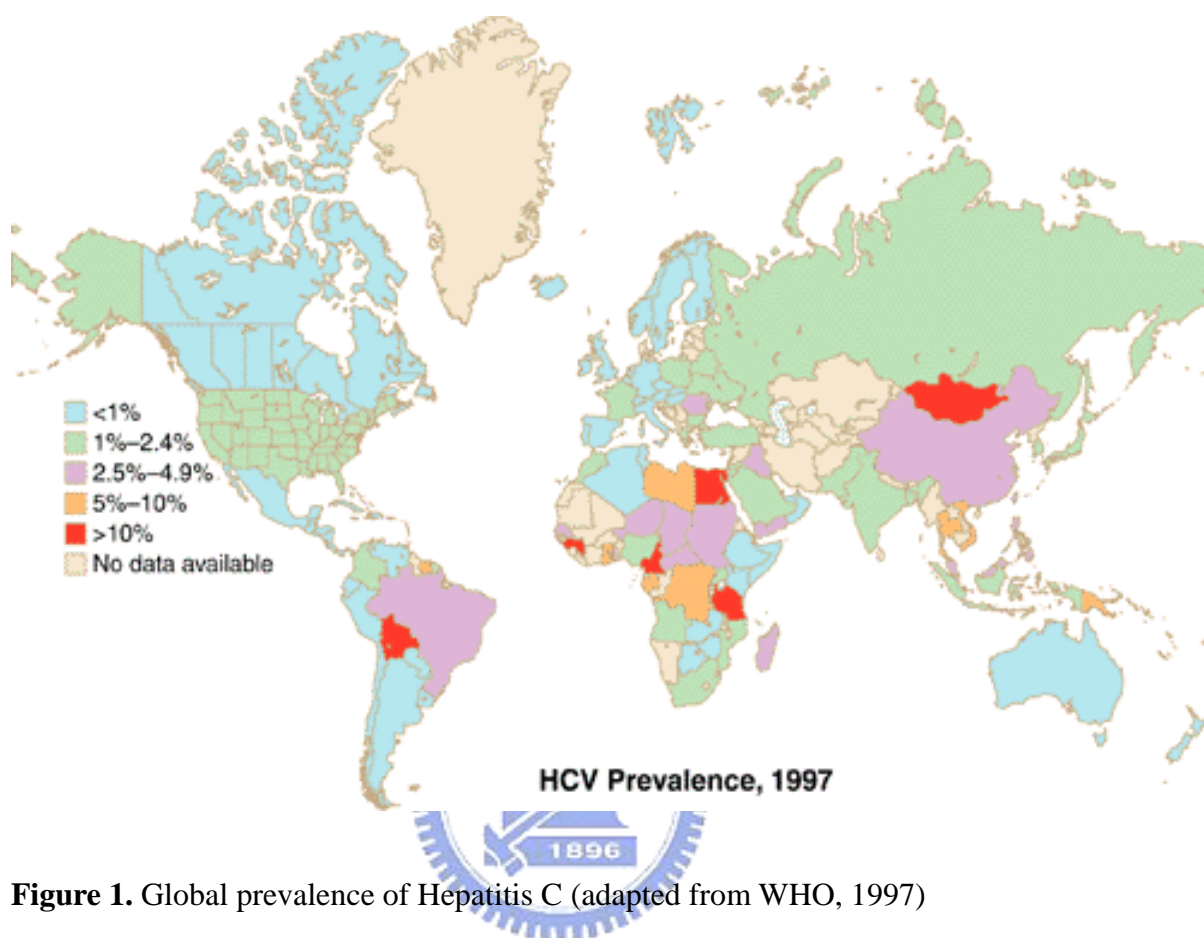 <1%
1%–2.4%
2.5%–4.9%
5%–10%
>10%
No data available
HCV Prevalence, 1997
1896
Figure 1. Global prevalence of Hepatitis C (adapted from WHO, 1997)